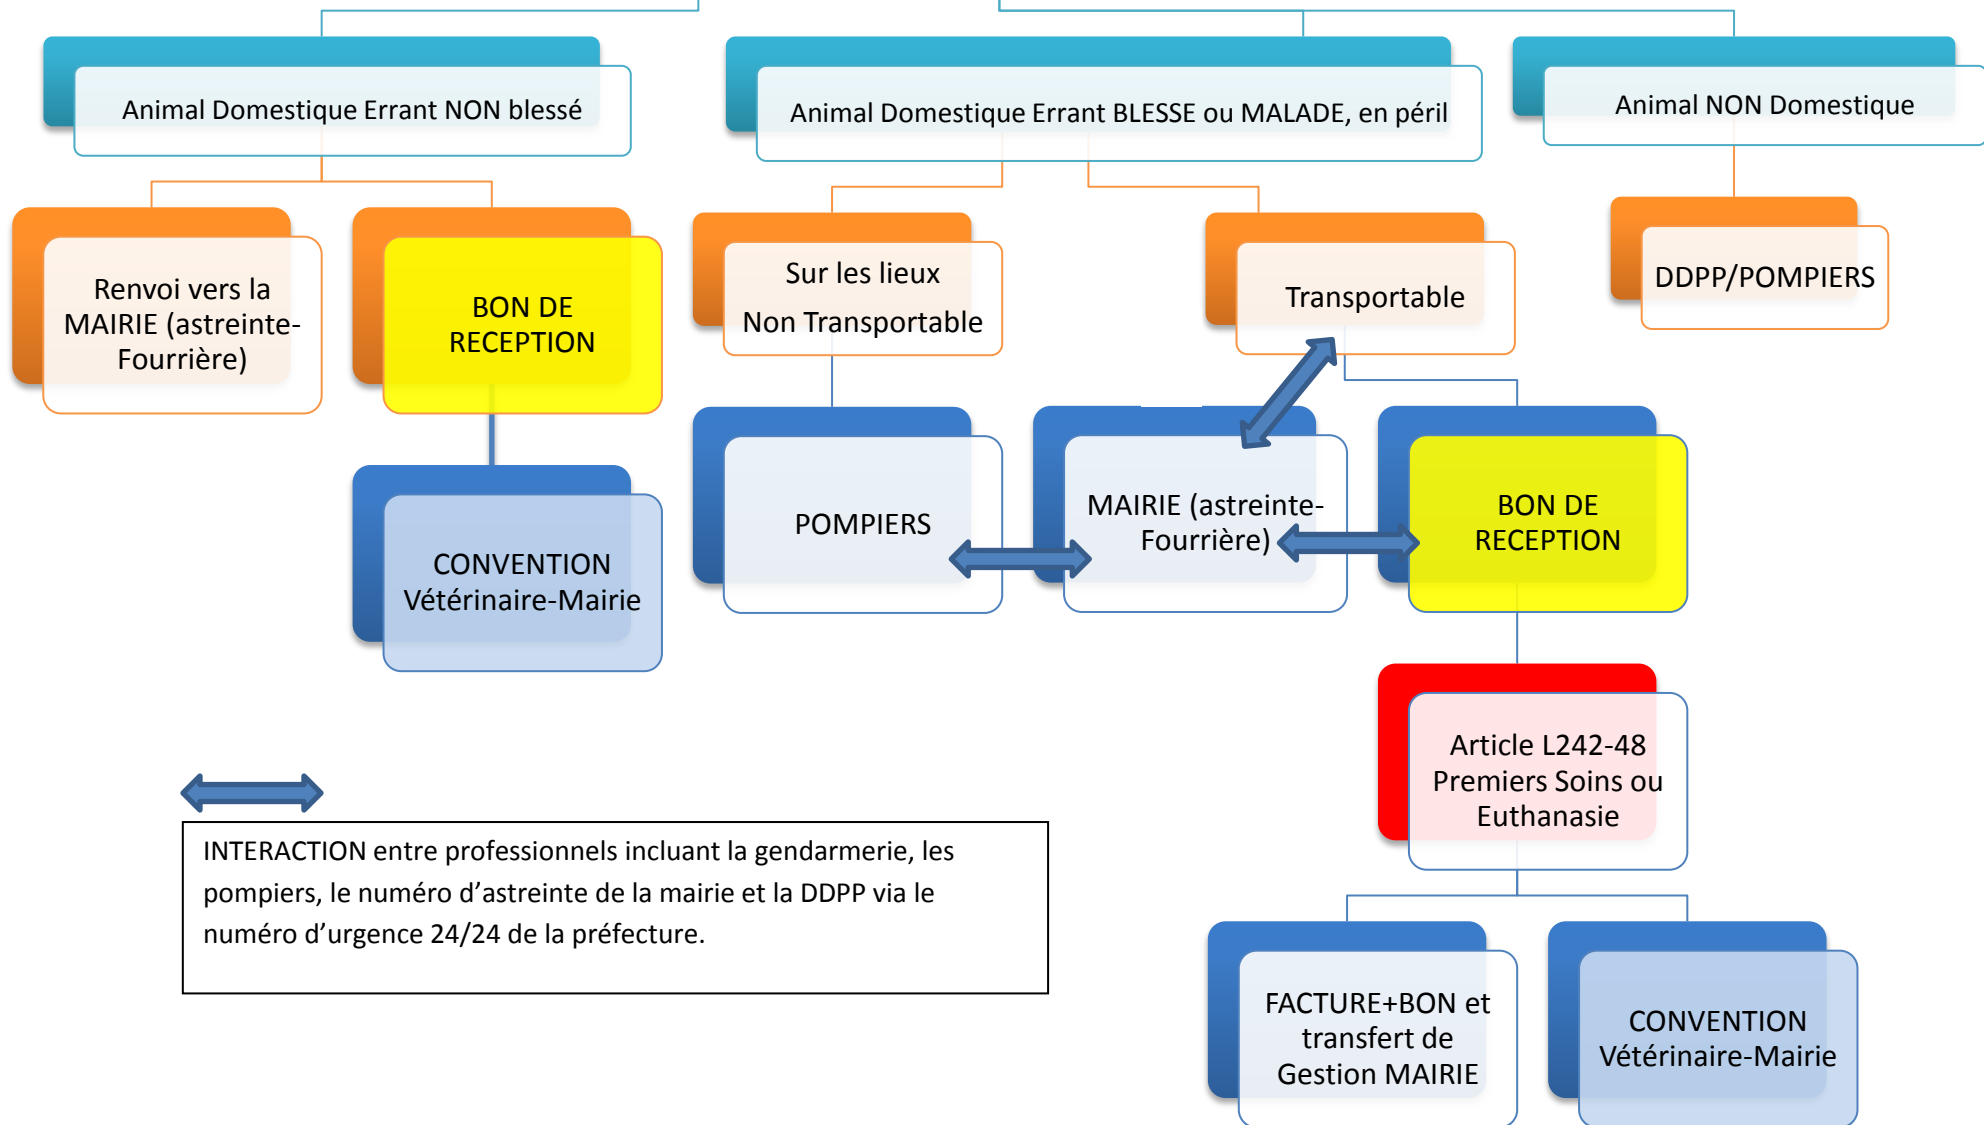 Animal Domestique Errant NON blessé
Animal Domestique Errant BLESSE ou MALADE, en péril
Animal NON Domestique
Renvoi vers la
MAIRIE (astreinte-
Fourrière)
BON DE
RECEPTION
Sur les lieux
Non Transportable
Transportable
DDPP/POMPIERS
CONVENTION
Vétérinaire-Mairie
POMPIERS
MAIRIE (astreinte-
Fourrière)
BON DE
RECEPTION
Article L242-48
Premiers Soins ou
Euthanasie
INTERACTION entre professionnels incluant la gendarmerie, les
pompiers, le numéro d’astreinte de la mairie et la DDPP via le
numéro d’urgence 24/24 de la préfecture.
FACTURE+BON et
transfert de
Gestion MAIRIE
CONVENTION
Vétérinaire-Mairie